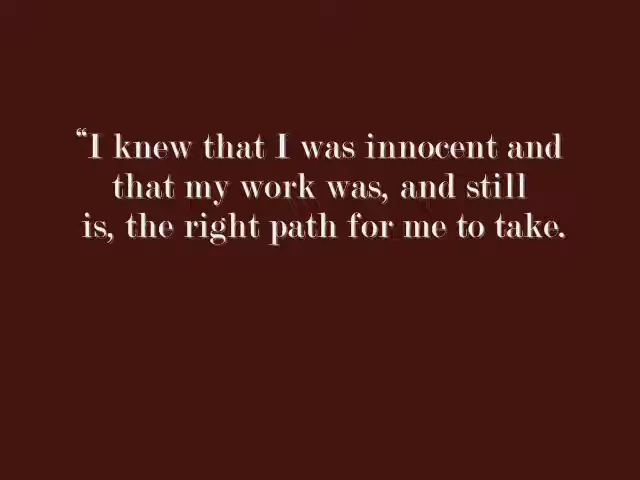 “I knew that I was innocent and
that my work was, and still
is, the right path for me to take.